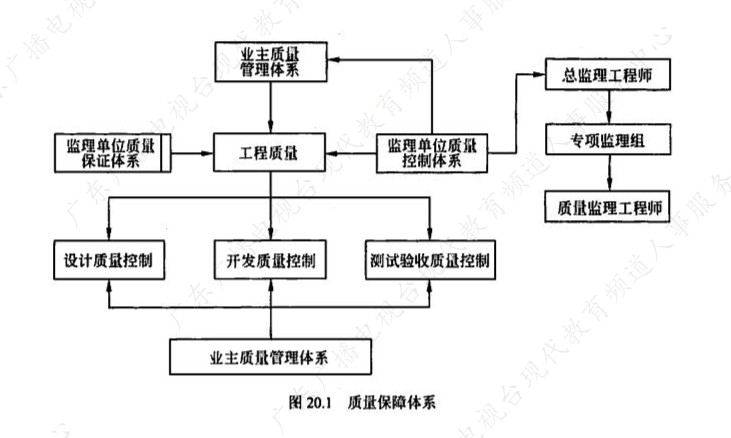 业主质量
管理体系
总监理工程师
监理单位质量
保证体系
工程质量
监理单位质量
控制体系
专项监理组
质量监理工程师
设计质量控制
开发质量控制
测试验收质量控制
业主质量管理体系
图 20.1 质量保障体系
广东广播电视台现代教育频道人事服务中心